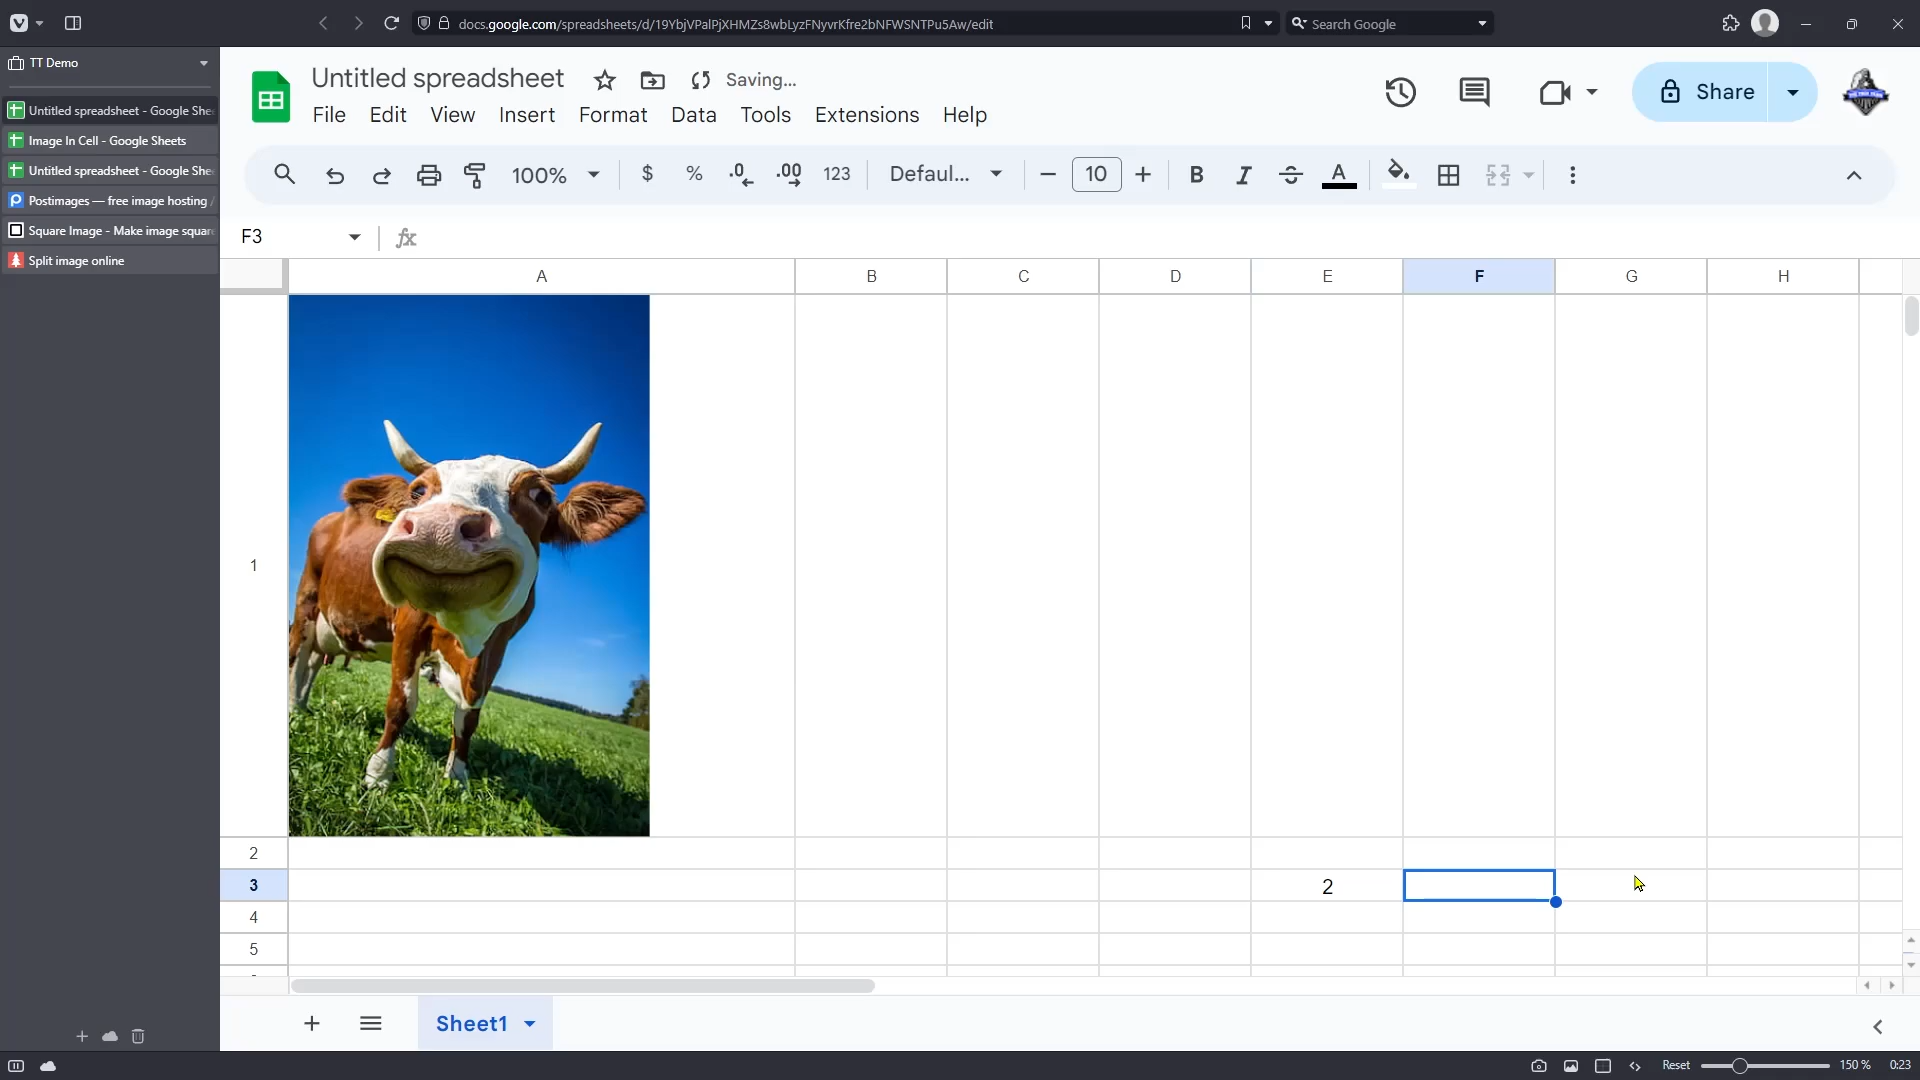 docs.google.com/spreadsheets/d/19YbjVPalPjXHMZs8wbLyzFNyvrKfre2bNFWSNTPu5Aw/edit
Search Google
TT Demo
Untitled spreadsheet - Google She
Image In Cell - Google Sheets
Untitled spreadsheet - Google She
Postimages — free image hosting /
Square Image - Make image squar
Split image online
Untitled spreadsheet
Saving...
File Edit View Insert Format Data Tools Extensions Help
Share
100% $ % .0 .00 123 Defaul... 10 B I S A
F3 fx
A B C D E F G H
1
2
3 2
4
5
Sheet1
Reset 150 % 0:23